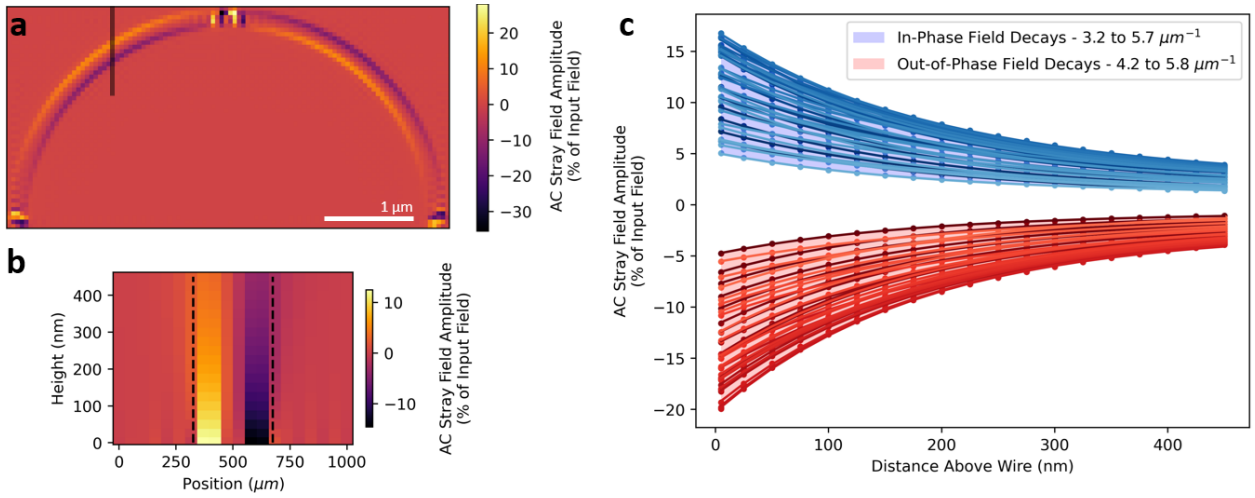 a
20
10
0
−10
−20
−30
AC Stray Field Amplitude
(% of Input Field)
1 μm
b
400
300
200
100
0
Height (nm)
0
250
500
750
1000
Position (μm)
10
0
−10
AC Stray Field Amplitude
(% of Input Field)
c
In-Phase Field Decays - 3.2 to 5.7 μm⁻¹
Out-of-Phase Field Decays - 4.2 to 5.8 μm⁻¹
15
10
5
0
−5
−10
−15
−20
AC Stray Field Amplitude
(% of Input Field)
0
100
200
300
400
Distance Above Wire (nm)